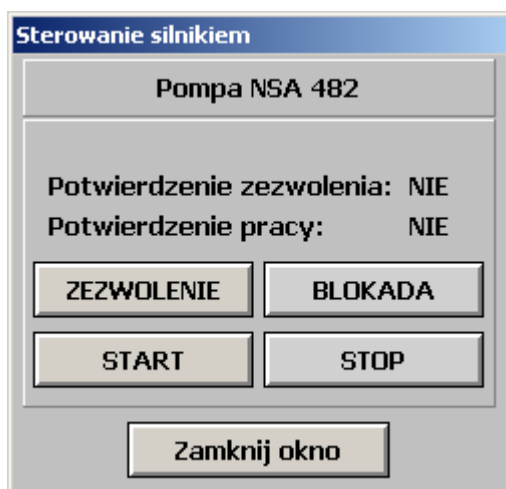 Sterowanie silnikiem
Pompa NSA 482
Potwierdzenie zezwolenia: NIE
Potwierdzenie pracy: NIE
ZEZWOLENIE BLOKADA
START STOP
Zamknij okno